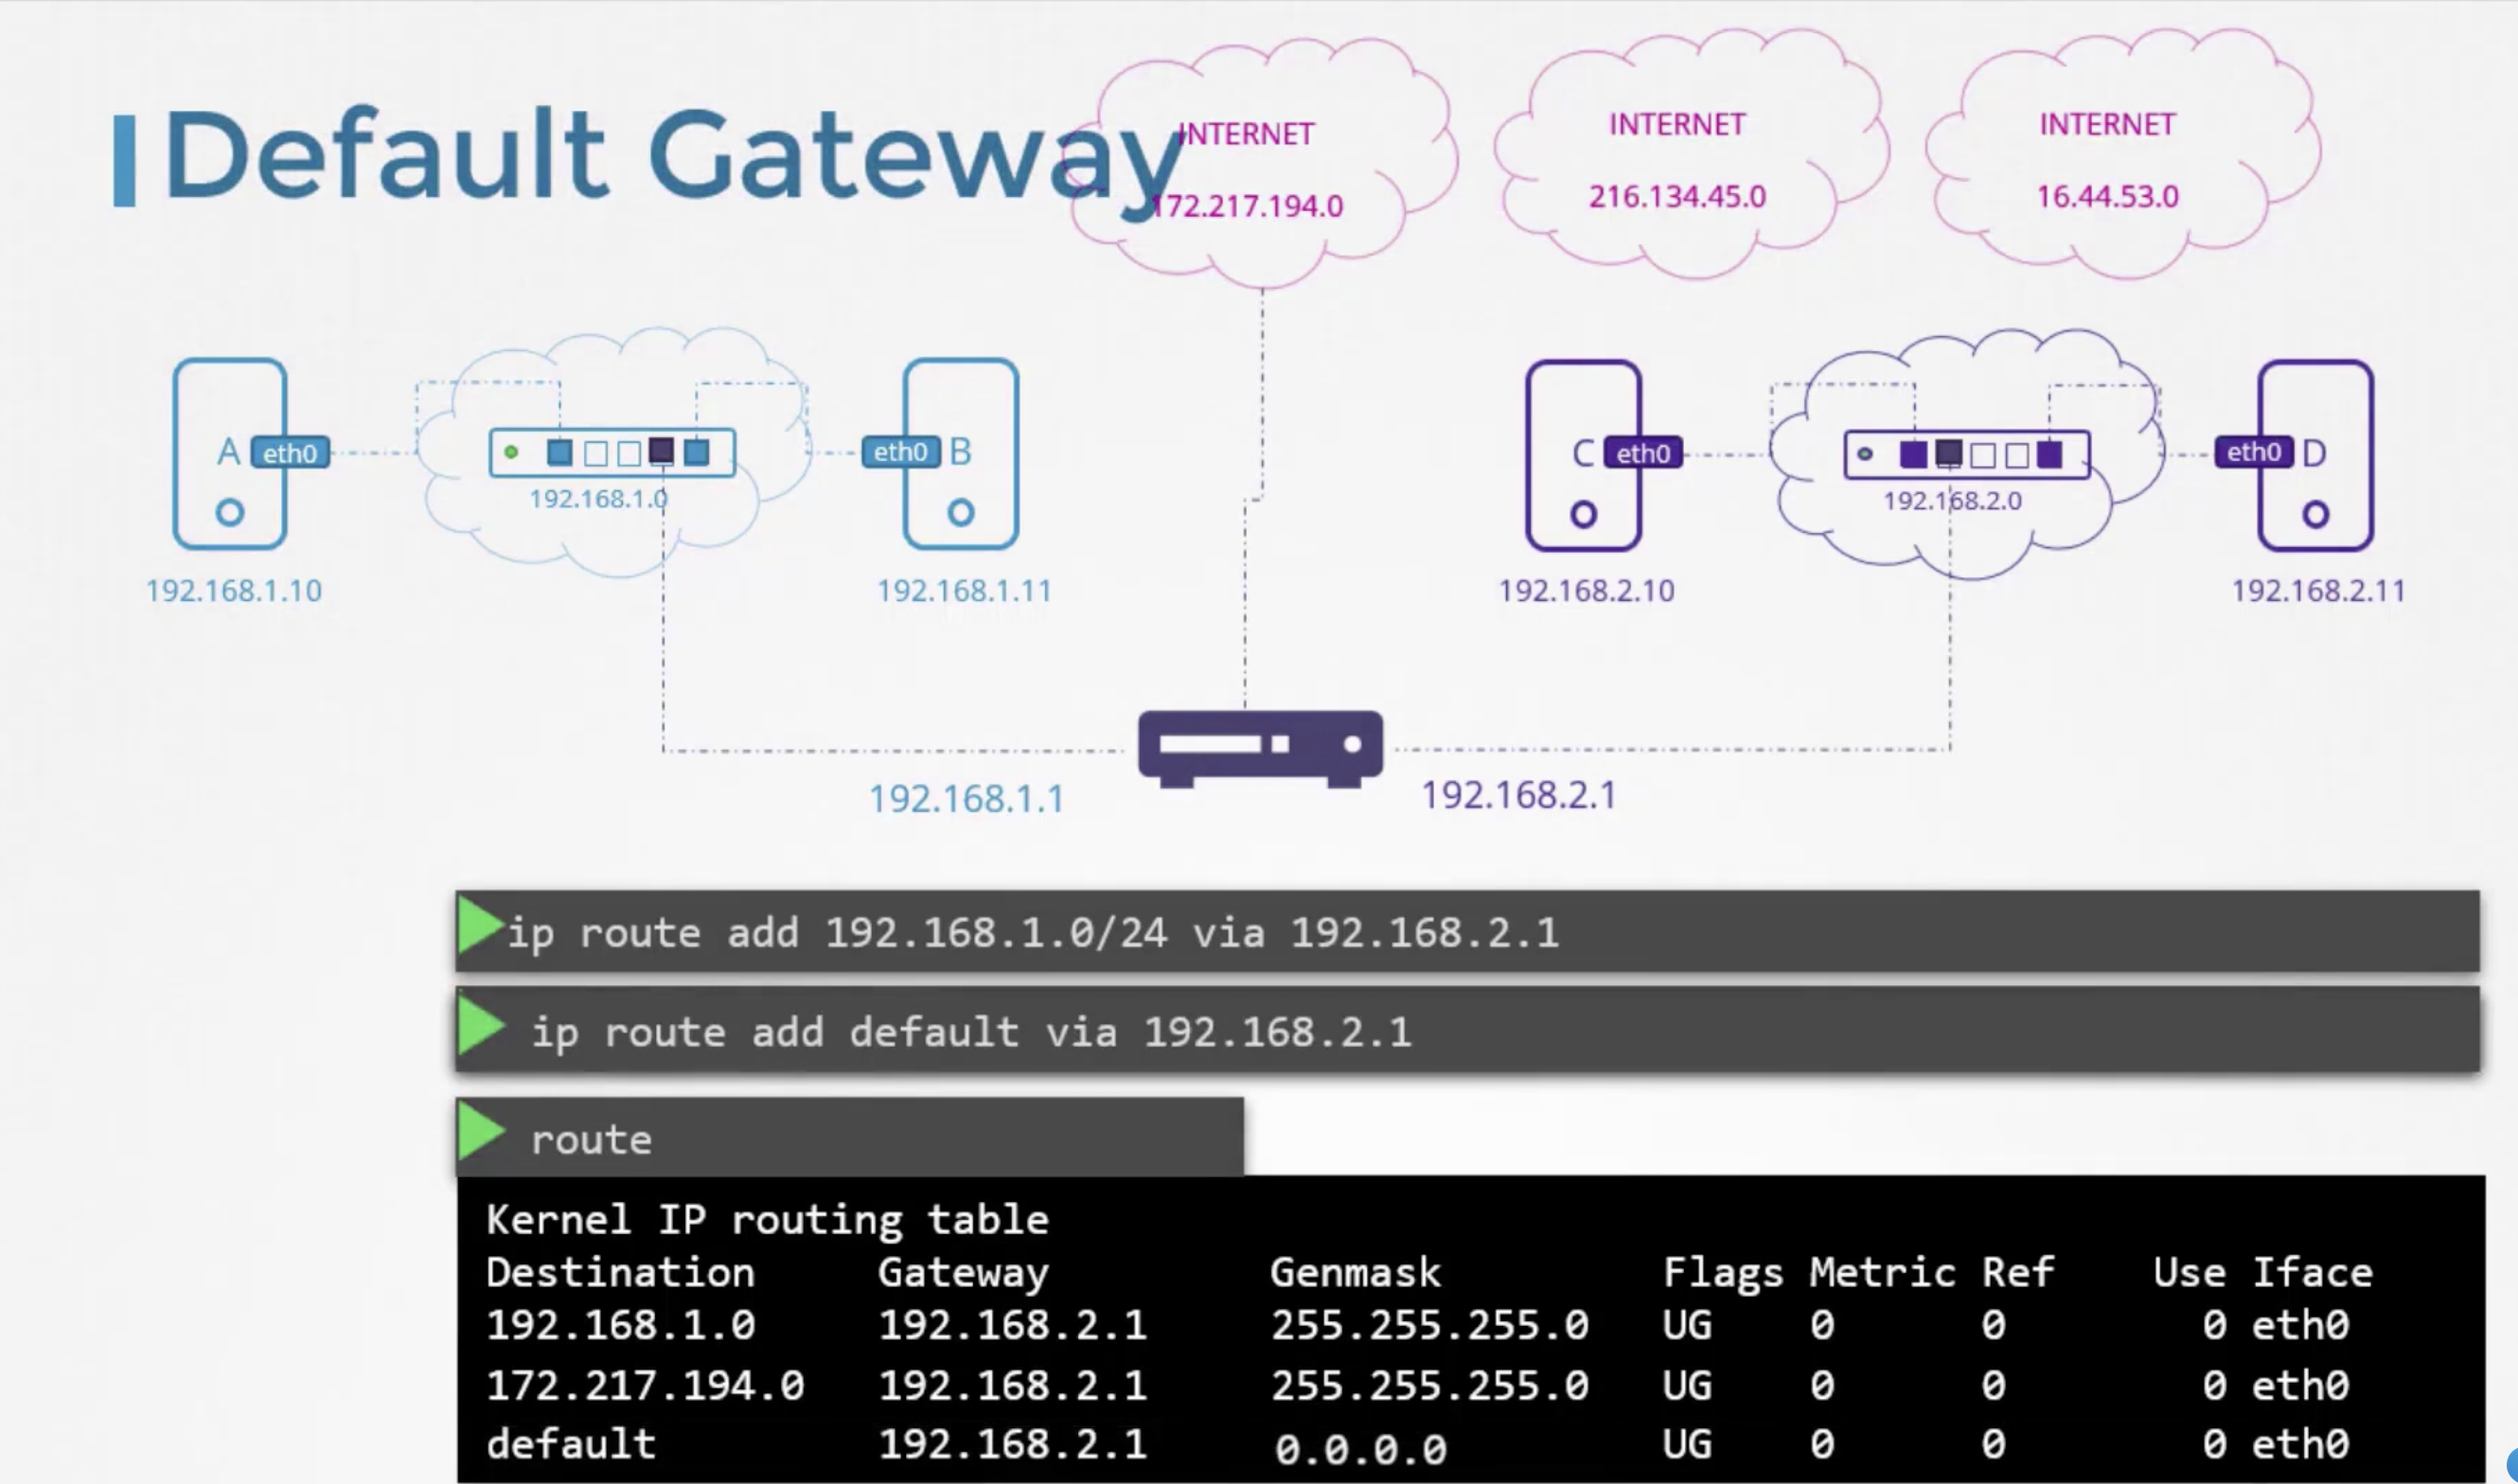 Default Gateway
INTERNET
172.217.194.0
INTERNET
216.134.45.0
INTERNET
16.44.53.0
A eth0
192.168.1.10
192.168.1.0
eth0 B
192.168.1.11
C eth0
192.168.2.10
192.168.2.0
eth0 D
192.168.2.11
192.168.1.1
192.168.2.1
ip route add 192.168.1.0/24 via 192.168.2.1
ip route add default via 192.168.2.1
route
Kernel IP routing table
Destination Gateway Genmask Flags Metric Ref Use Iface
192.168.1.0 192.168.2.1 255.255.255.0 UG 0 0 0 eth0
172.217.194.0 192.168.2.1 255.255.255.0 UG 0 0 0 eth0
default 192.168.2.1 0.0.0.0 UG 0 0 0 eth0